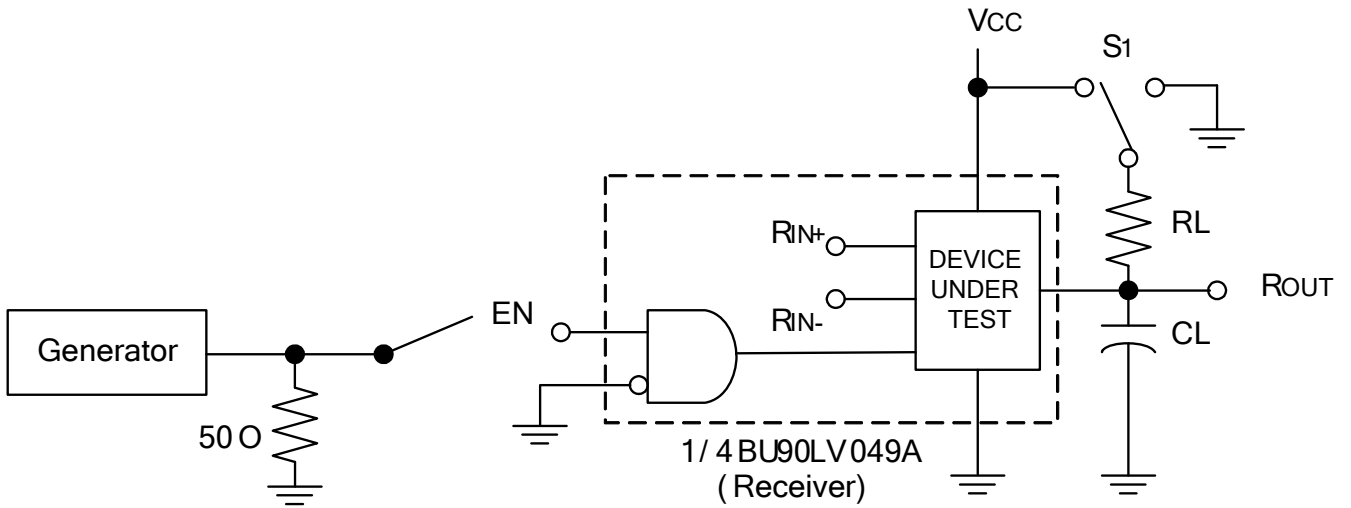 VCC
S1
RIN+
DEVICE
UNDER
TEST
RL
ROUT
EN
RIN-
CL
Generator
50 O
1/4 BU90LV049A
(Receiver)